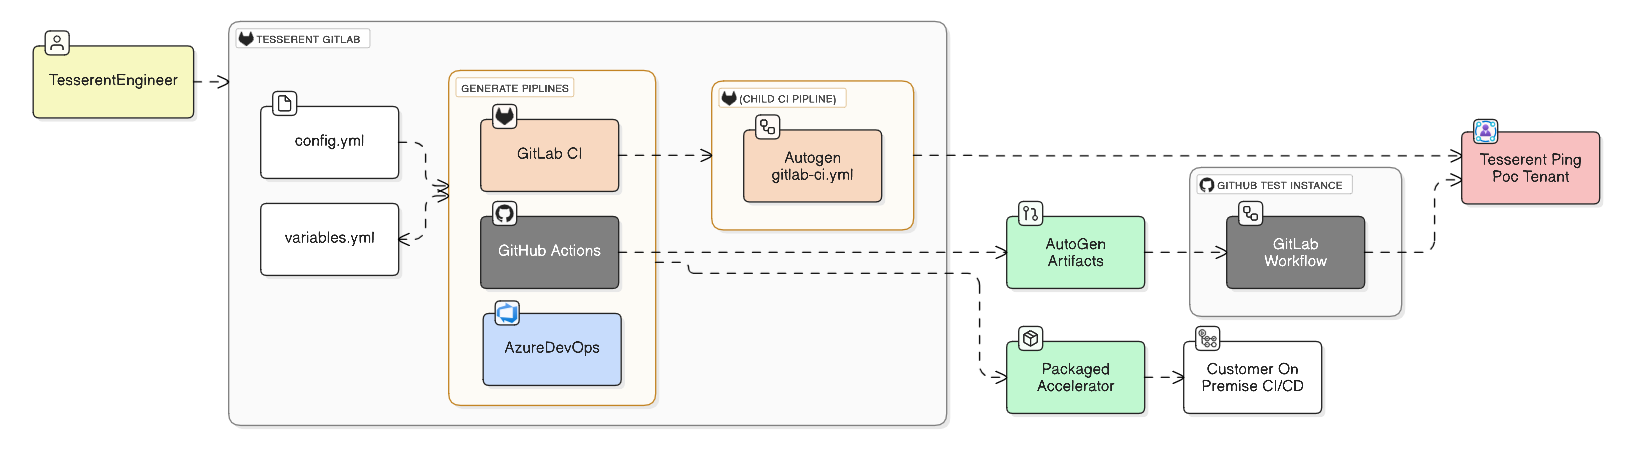 TESSERENT GITLAB
TesserentEngineer
GENERATE PIPLINES
(CHILD CI PIPLINE)
config.yml
GitLab CI
Autogen
gitlab-ci.yml
Tesserent Ping
Poc Tenant
GITHUB TEST INSTANCE
variables.yml
GitHub Actions
AutoGen
Artifacts
GitLab
Workflow
AzureDevOps
Packaged
Accelerator
Customer On
Premise CI/CD